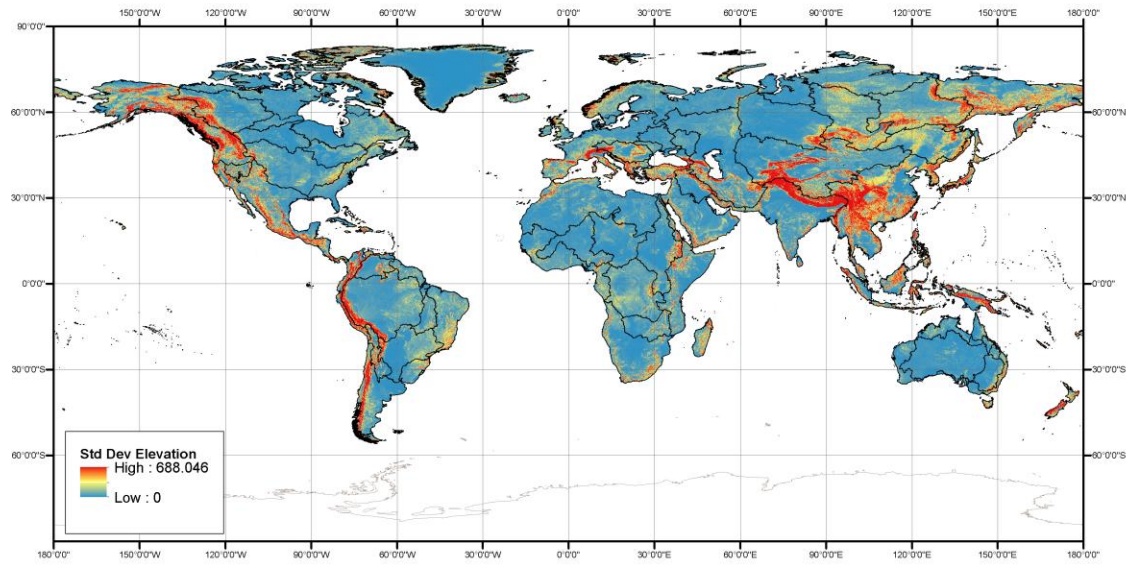 150°0'0"W 120°0'0"W 90°0'0"W 60°0'0"W 30°0'0"W 0°0'0" 30°0'0"E 60°0'0"E 90°0'0"E 120°0'0"E 150°0'0"E 180°0'0"
90°0'0"N
60°0'0"N 60°0'0"N
30°0'0"N 30°0'0"N
0°0'0" 0°0'0"
30°0'0"S 30°0'0"S
60°0'0"S 60°0'0"S
Std Dev Elevation
High : 688.046
Low : 0
180°0'0" 150°0'0"W 120°0'0"W 90°0'0"W 60°0'0"W 30°0'0"W 0°0'0" 30°0'0"E 60°0'0"E 90°0'0"E 120°0'0"E 150°0'0"E 180°0'0"